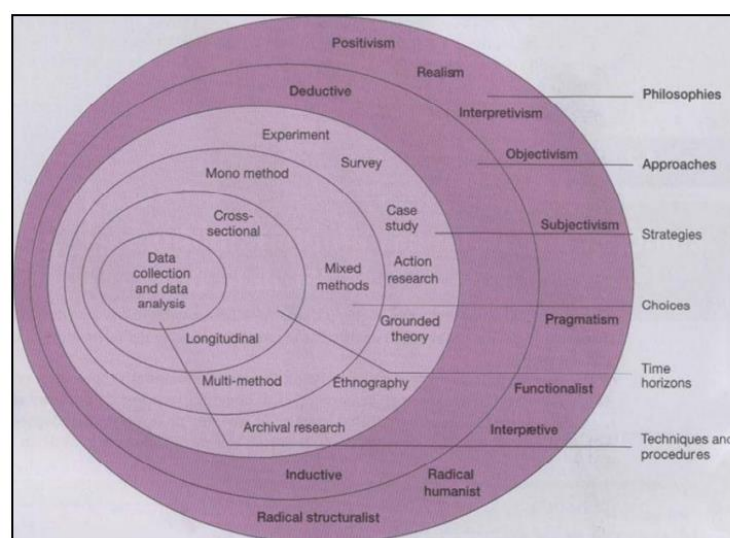 Positivism
Realism
Philosophies
Deductive
Interpretivism
Experiment
Objectivism
Approaches
Survey
Mono method
Cross-
sectional
Case
study
Subjectivism
Strategies
Data
collection
and data
analysis
Mixed
methods
Action
research
Choices
Pragmatism
Grounded
theory
Longitudinal
Time
horizons
Multi-method
Ethnography
Functionalist
Archival research
Interpretive
Techniques and
procedures
Inductive
Radical
humanist
Radical structuralist